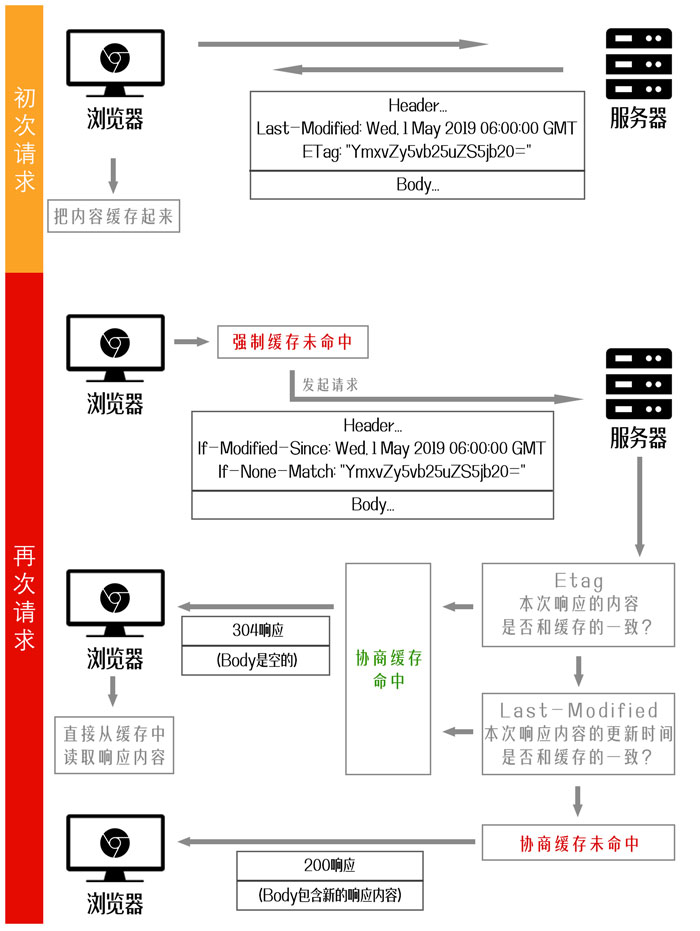 初次请求
浏览器
服务器
Header...
Last-Modified: Wed, 1 May 2019 06:00:00 GMT
ETag: "YmxvZy5vb25uZS5jb20="
Body...
把内容缓存起来
再次请求
浏览器
强制缓存未命中
发起请求
服务器
Header...
If-Modified-Since: Wed, 1 May 2019 06:00:00 GMT
If-None-Match: "YmxvZy5vb25uZS5jb20="
Body...
浏览器
304响应
(Body是空的)
协商缓存
命中
Etag
本次响应的内容
是否和缓存的一致?
直接从缓存中
读取响应内容
Last-Modified
本次响应内容的更新时间
是否和缓存的一致?
浏览器
200响应
(Body包含新的响应内容)
协商缓存未命中